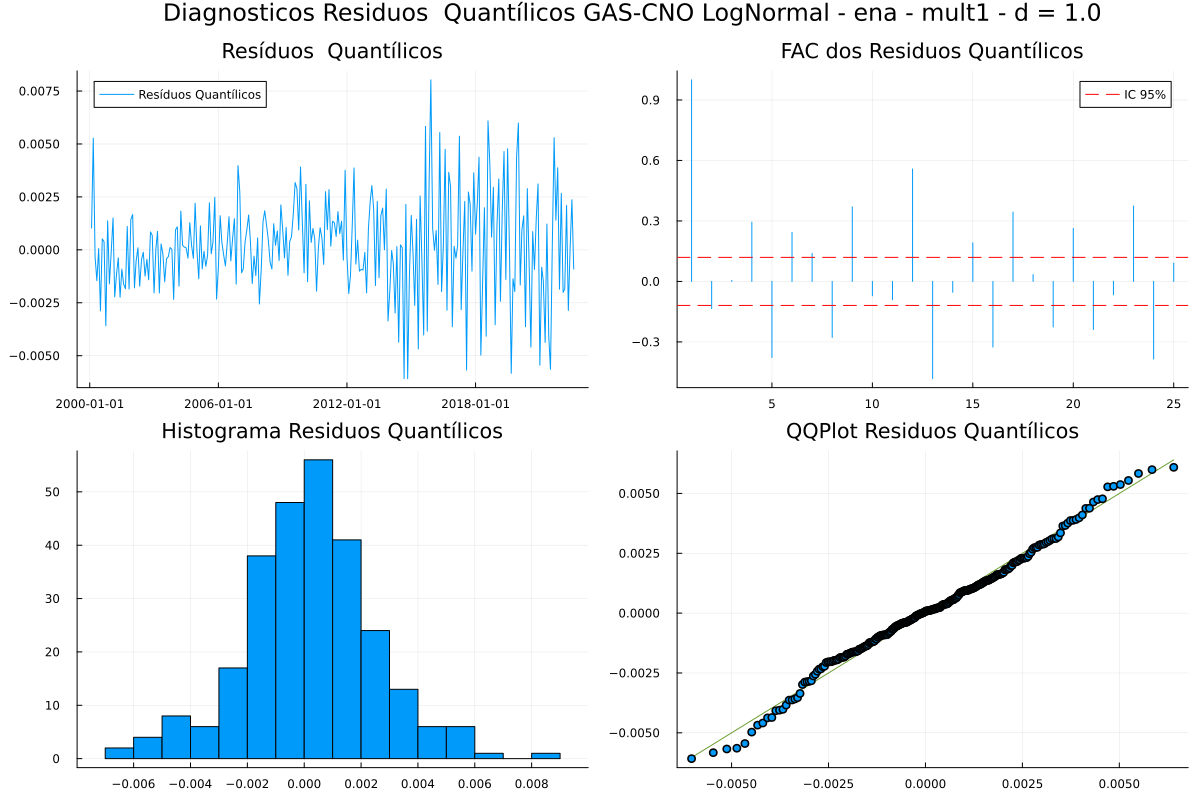 Diagnosticos Residuos  Quantílicos GAS-CNO LogNormal - ena - mult1 - d = 1.0
Resíduos  Quantílicos
0.0075
0.0050
0.0025
0.0000
−0.0025
−0.0050
Resíduos Quantílicos
2000-01-01 2006-01-01 2012-01-01 2018-01-01
FAC dos Residuos Quantílicos
0.9
0.6
0.3
0.0
−0.3
IC 95%
5 10 15 20 25
Histograma Residuos Quantílicos
50
40
30
20
10
0
−0.006 −0.004 −0.002 0.000 0.002 0.004 0.006 0.008
QQPlot Residuos Quantílicos
0.0050
0.0025
0.0000
−0.0025
−0.0050
−0.0050 −0.0025 0.0000 0.0025 0.0050